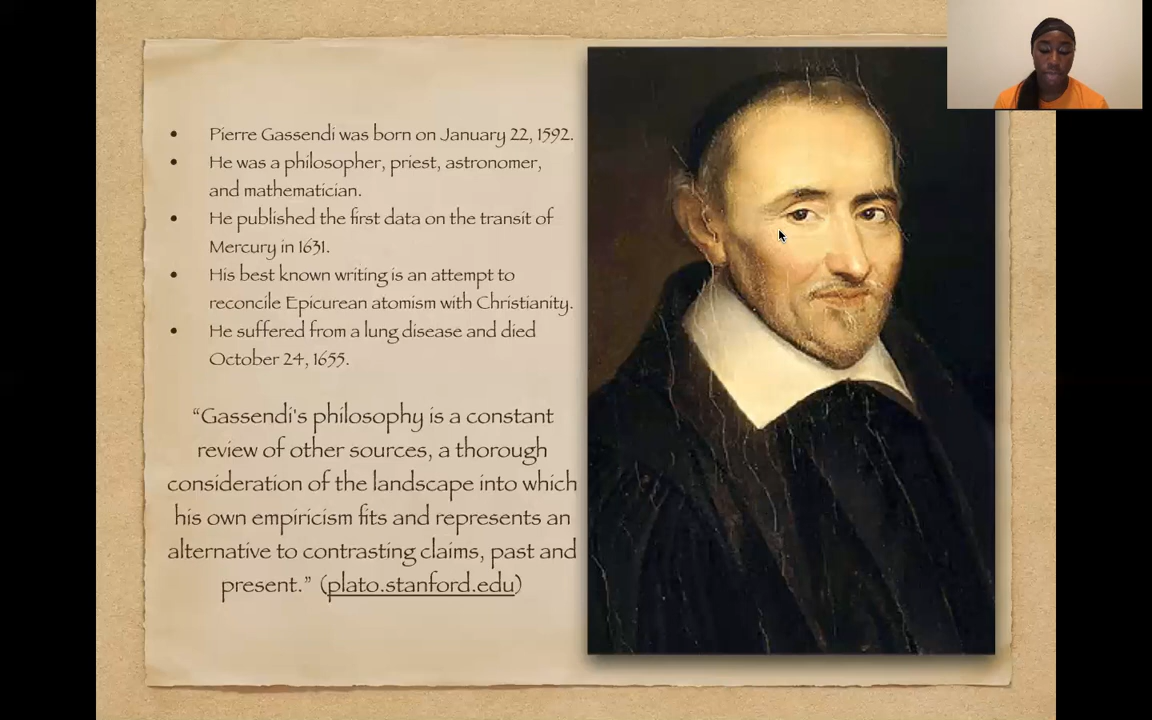 • Pierre Gassendi was born on January 22, 1592.
• He was a philosopher, priest, astronomer,
and mathematician.
• He published the first data on the transit of
Mercury in 1631.
• His best known writing is an attempt to
reconcile Epicurean atomism with Christianity.
• He suffered from a lung disease and died
October 24, 1655.
“Gassendi's philosophy is a constant
review of other sources, a thorough
consideration of the landscape into which
his own empiricism fits and represents an
alternative to contrasting claims, past and
present.” (plato.stanford.edu)